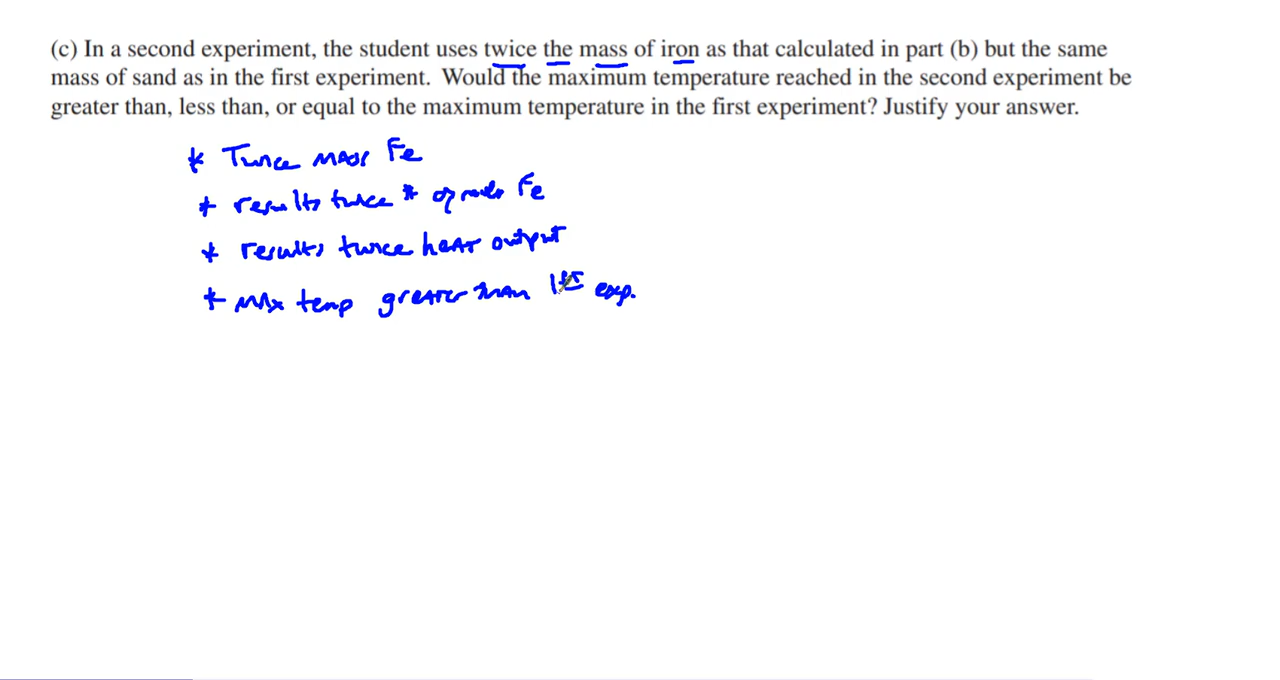 (c) In a second experiment, the student uses twice the mass of iron as that calculated in part (b) but the same
mass of sand as in the first experiment. Would the maximum temperature reached in the second experiment be
greater than, less than, or equal to the maximum temperature in the first experiment? Justify your answer.
* Twice mass Fe
* results twice # of moles Fe
* results twice heat output
* Max temp greater than 1st exp.